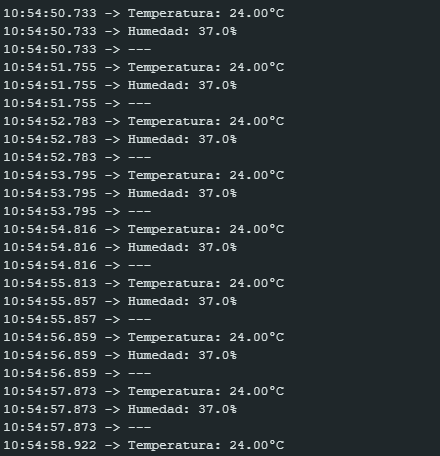 10:54:50.733 -> Temperatura: 24.00°C
10:54:50.733 -> Humedad: 37.0%
10:54:50.733 -> ---
10:54:51.755 -> Temperatura: 24.00°C
10:54:51.755 -> Humedad: 37.0%
10:54:51.755 -> ---
10:54:52.783 -> Temperatura: 24.00°C
10:54:52.783 -> Humedad: 37.0%
10:54:52.783 -> ---
10:54:53.795 -> Temperatura: 24.00°C
10:54:53.795 -> Humedad: 37.0%
10:54:53.795 -> ---
10:54:54.816 -> Temperatura: 24.00°C
10:54:54.816 -> Humedad: 37.0%
10:54:54.816 -> ---
10:54:55.813 -> Temperatura: 24.00°C
10:54:55.857 -> Humedad: 37.0%
10:54:55.857 -> ---
10:54:56.859 -> Temperatura: 24.00°C
10:54:56.859 -> Humedad: 37.0%
10:54:56.859 -> ---
10:54:57.873 -> Temperatura: 24.00°C
10:54:57.873 -> Humedad: 37.0%
10:54:57.873 -> ---
10:54:58.922 -> Temperatura: 24.00°C